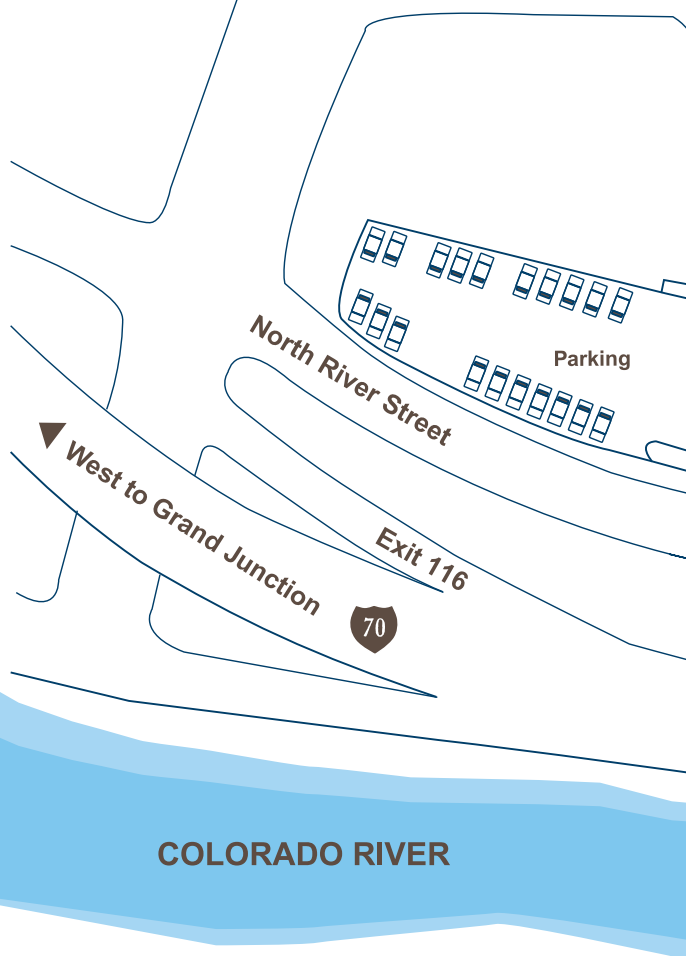 North River Street
Parking
West to Grand Junction
Exit 116
70
COLORADO RIVER